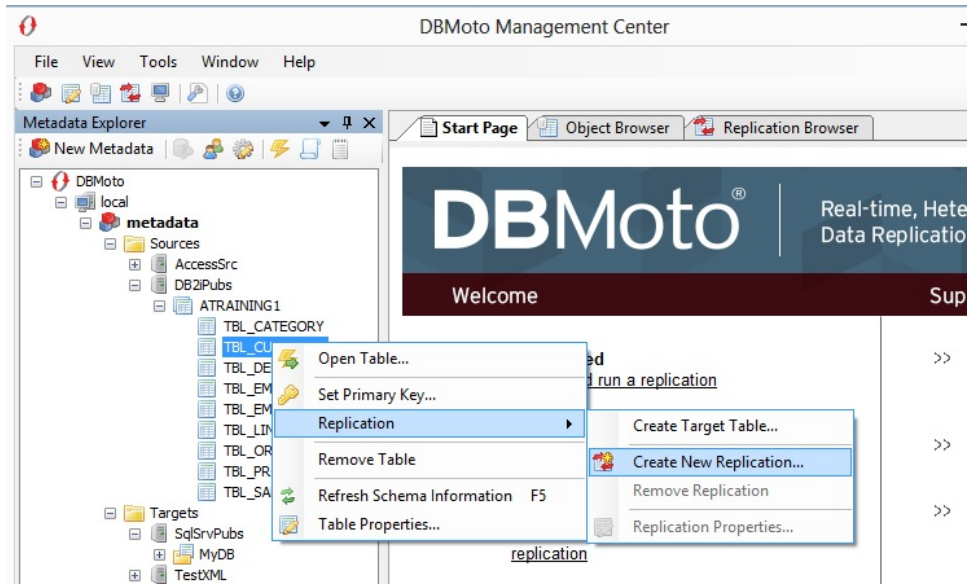 DBMoto Management Center
File View Tools Window Help
Metadata Explorer
New Metadata
DBMoto
local
metadata
Sources
AccessSrc
DB2iPubs
ATRAINING1
TBL_CATEGORY
TBL_CU
TBL_DE
TBL_EM
TBL_EM
TBL_LIN
TBL_OR
TBL_PR
TBL_SA
Targets
SqlSrvPubs
MyDB
TestXML
Start Page Object Browser Replication Browser
DBMoto®
Real-time, Hete
Data Replicatio
Welcome Sup
ed
d run a replication
replication
>>
>>
>>
Open Table...
Set Primary Key...
Replication
Remove Table
Refresh Schema Information F5
Table Properties...
Create Target Table...
Create New Replication...
Remove Replication
Replication Properties...